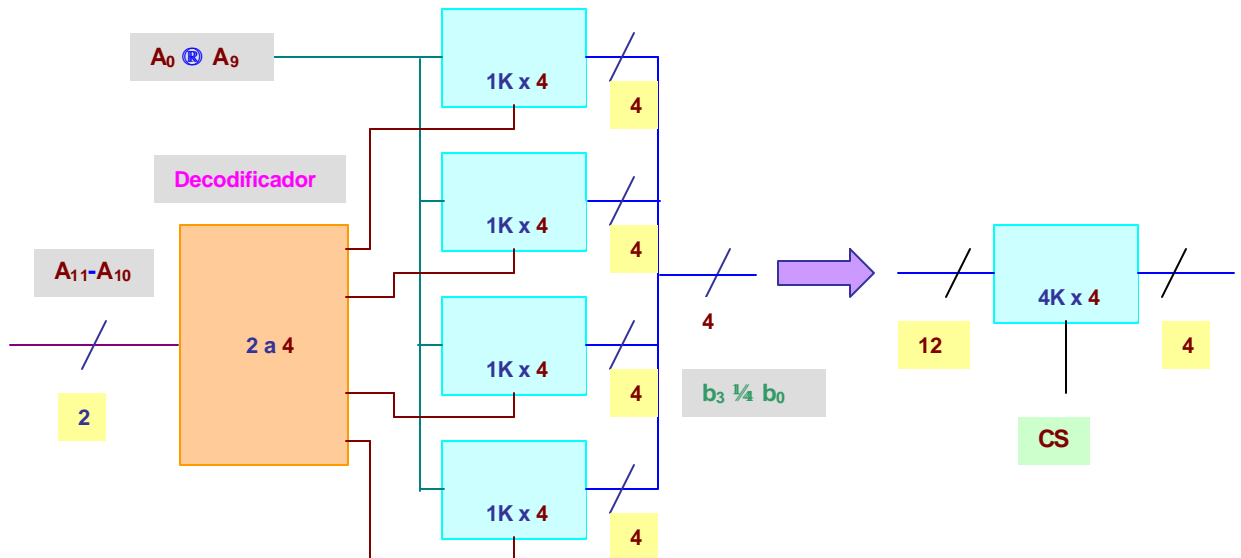 A₀ ® A₉
1K x 4
4
Decodificador
1K x 4
4
A₁₁-A₁₀
2 a 4
2
1K x 4
4
4
b₃ ¼ b₀
4K x 4
12
4
CS
1K x 4
4